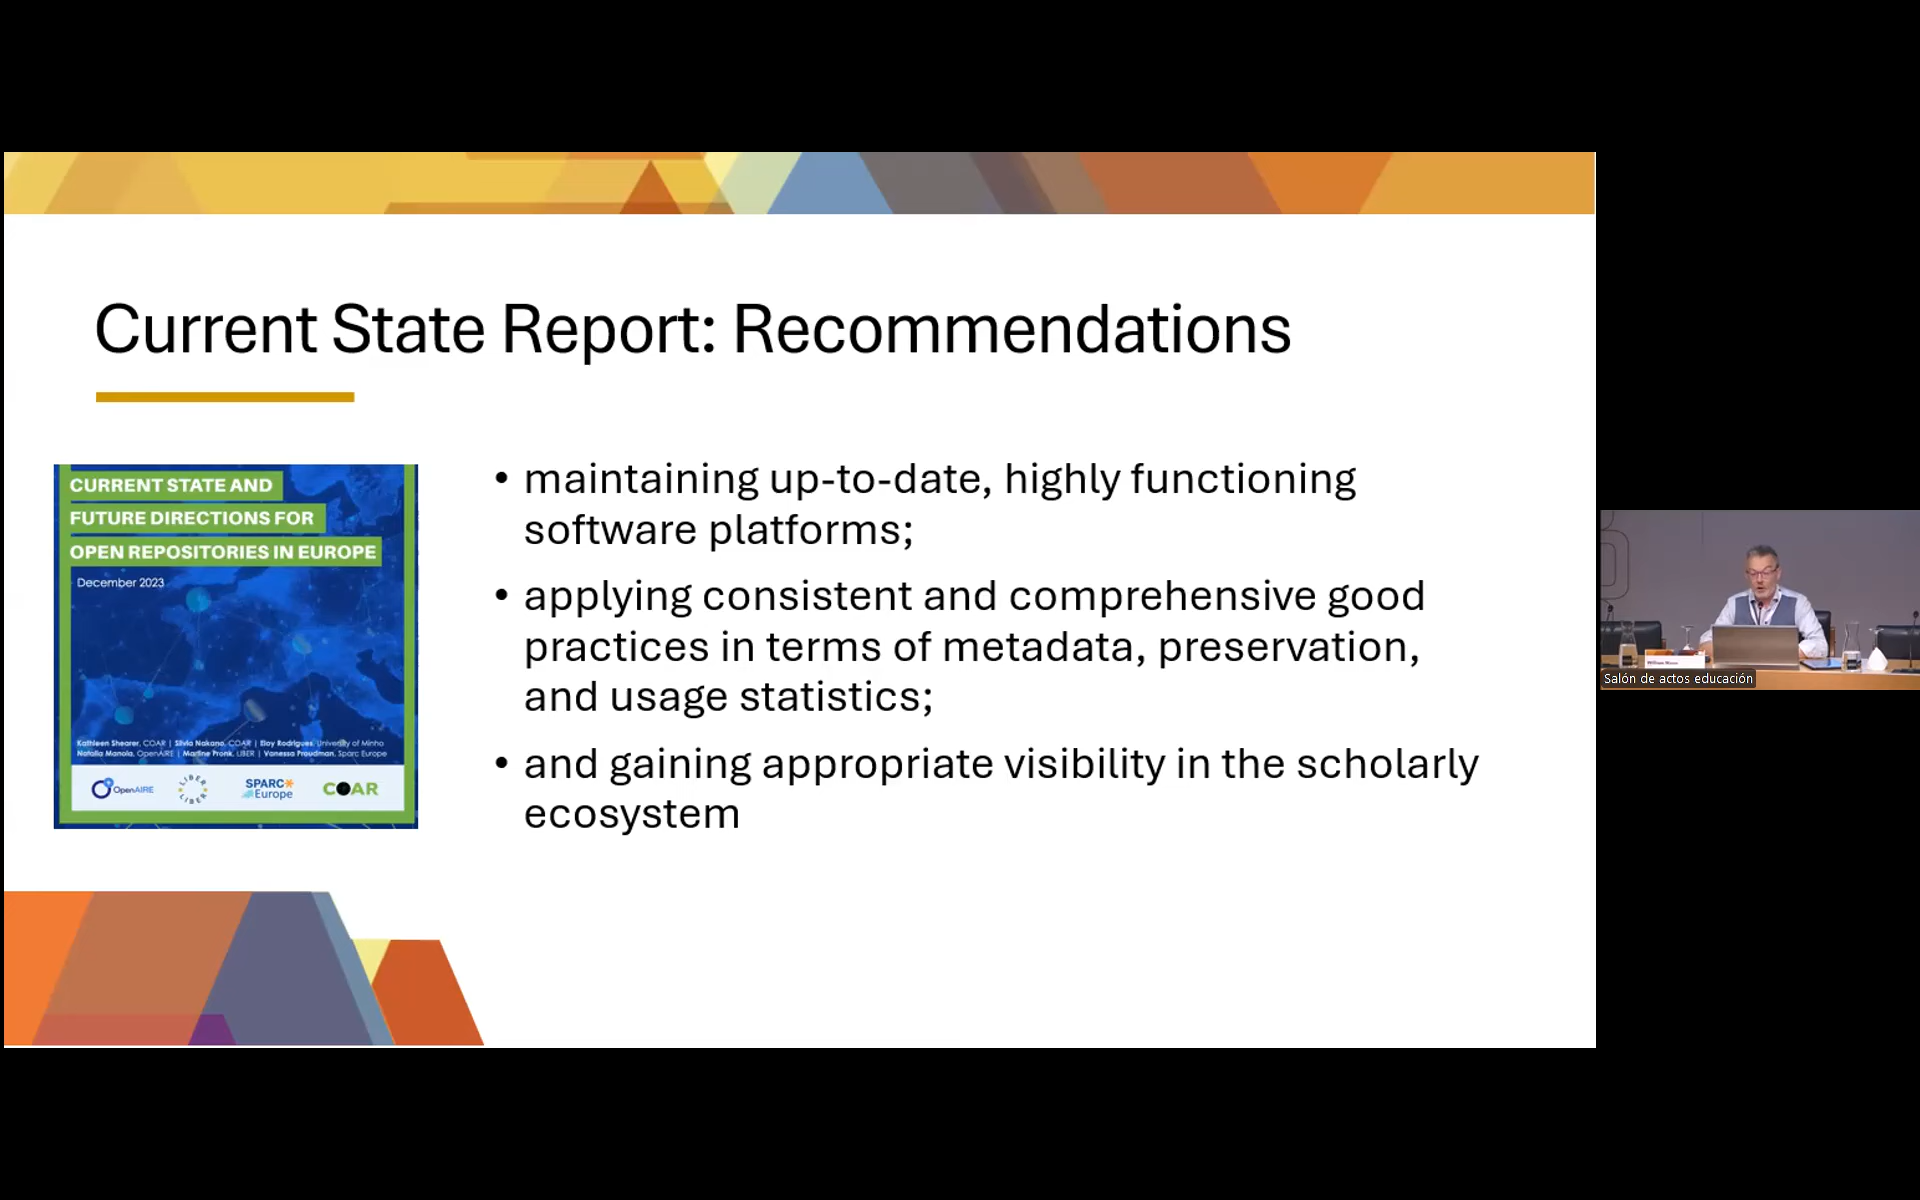 Current State Report: Recommendations
CURRENT STATE AND
FUTURE DIRECTIONS FOR
OPEN REPOSITORIES IN EUROPE
December 2023
Kathleen Shearer, COAR | Silvia Nakano, COAR | Eloy Rodrigues, University of Minho
Natalia Manola, OpenAIRE | Martine Pronk, LIBER | Vanessa Proudman, Sparc Europe
OpenAIRE
LIBER
LIBER
SPARC*
Europe
COAR
• maintaining up-to-date, highly functioning
software platforms;
• applying consistent and comprehensive good
practices in terms of metadata, preservation,
and usage statistics;
• and gaining appropriate visibility in the scholarly
ecosystem
Salón de actos educación